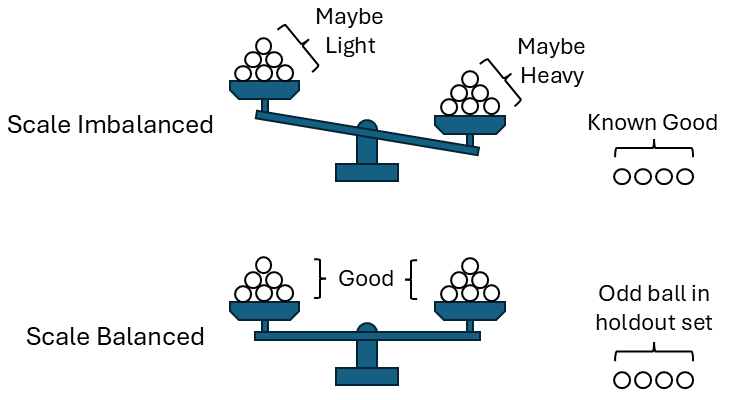 Maybe
Light
Maybe
Heavy
Scale Imbalanced
Known Good
Good
Scale Balanced
Odd ball in
holdout set